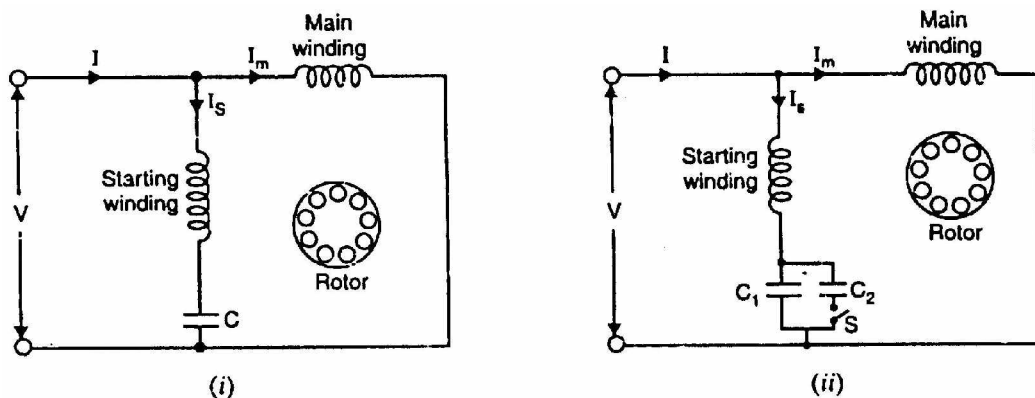 Main
winding
I
I_m
I_S
Starting
winding
V
Rotor
C
(i)
Main
winding
I
I_m
I_s
Starting
winding
V
Rotor
C_1
C_2
S
(ii)